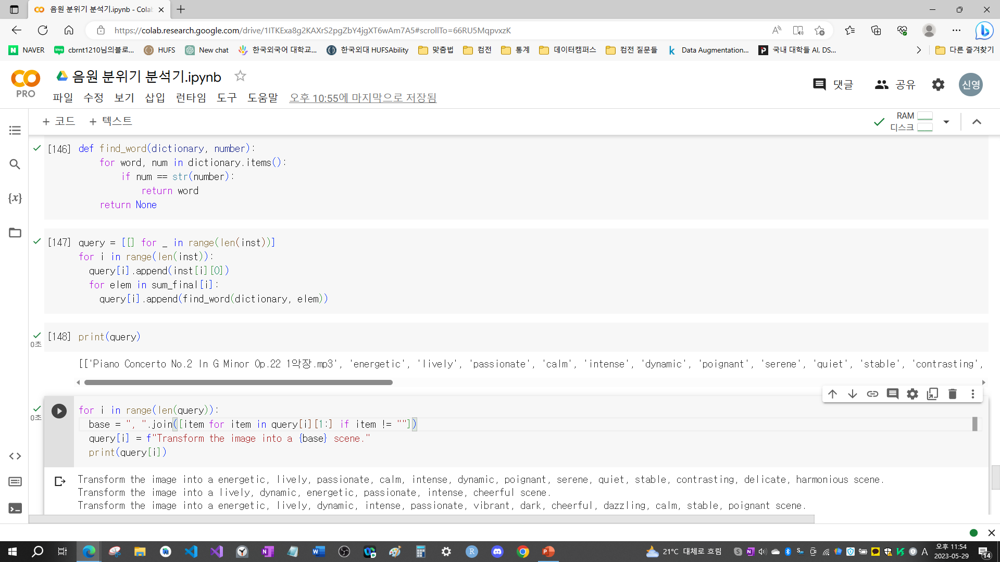 음원 분위기 분석기.ipynb - Colab
https://colab.research.google.com/drive/1ITKExa8g2KAXrS2pgZbY4jgXT6wAm7A5#scrollTo=66RU5MqpvxzK
NAVER cbrnt1210님의블로... HUFS New chat 한국외국어 대학교... 한국외대 HUFSAbility 맞춤법 컴전 통계 데이터캠퍼스 컴전 질문들 Data Augmentation... 국내 대학들 AI, DS... 다른 즐겨찾기
음원 분위기 분석기.ipynb
PRO
댓글 공유 신영
파일 수정 보기 삽입 런타임 도구 도움말 오후 10:55에 마지막으로 저장됨
+ 코드 + 텍스트
RAM
디스크
[146] def find_word(dictionary, number):
for word, num in dictionary.items():
if num == str(number):
return word
return None
[147] query = [[] for _ in range(len(inst))]
for i in range(len(inst)):
query[i].append(inst[i][0])
for elem in sum_final[i]:
query[i].append(find_word(dictionary, elem))
[148] print(query)
0초
[['Piano Concerto No.2 In G Minor Op.22 1악장.mp3', 'energetic', 'lively', 'passionate', 'calm', 'intense', 'dynamic', 'poignant', 'serene', 'quiet', 'stable', 'contrasting',
for i in range(len(query)):
0초
base = ", ".join([item for item in query[i][1:] if item != ""])
query[i] = f"Transform the image into a {base} scene."
print(query[i])
Transform the image into a energetic, lively, passionate, calm, intense, dynamic, poignant, serene, quiet, stable, contrasting, delicate, harmonious scene.
Transform the image into a lively, dynamic, energetic, passionate, intense, cheerful scene.
Transform the image into a energetic, lively, dynamic, intense, passionate, vibrant, dark, cheerful, dazzling, calm, stable, poignant scene.
21°C 대체로 흐림
A
오후 11:54
2023-05-29
14